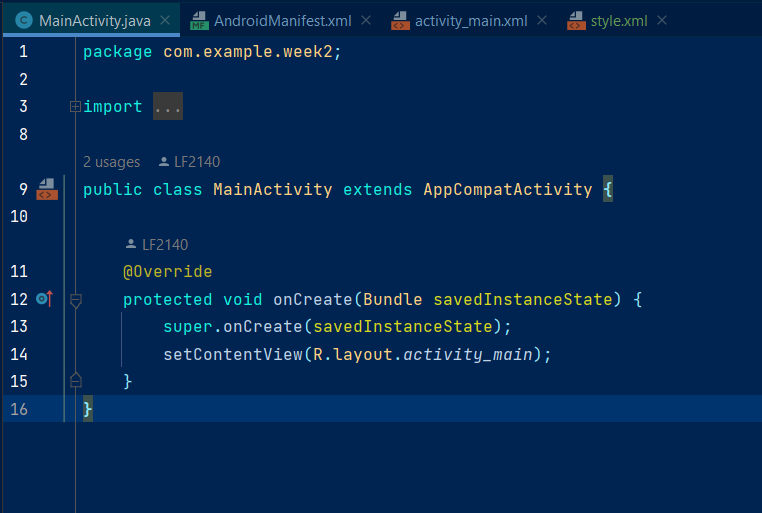 C MainActivity.java AndroidManifest.xml activity_main.xml style.xml
1 package com.example.week2;
2
3 import ...
8
2 usages LF2140
9 public class MainActivity extends AppCompatActivity {
10
LF2140
11 @Override
12 protected void onCreate(Bundle savedInstanceState) {
13 super.onCreate(savedInstanceState);
14 setContentView(R.layout.activity_main);
15 }
16 }